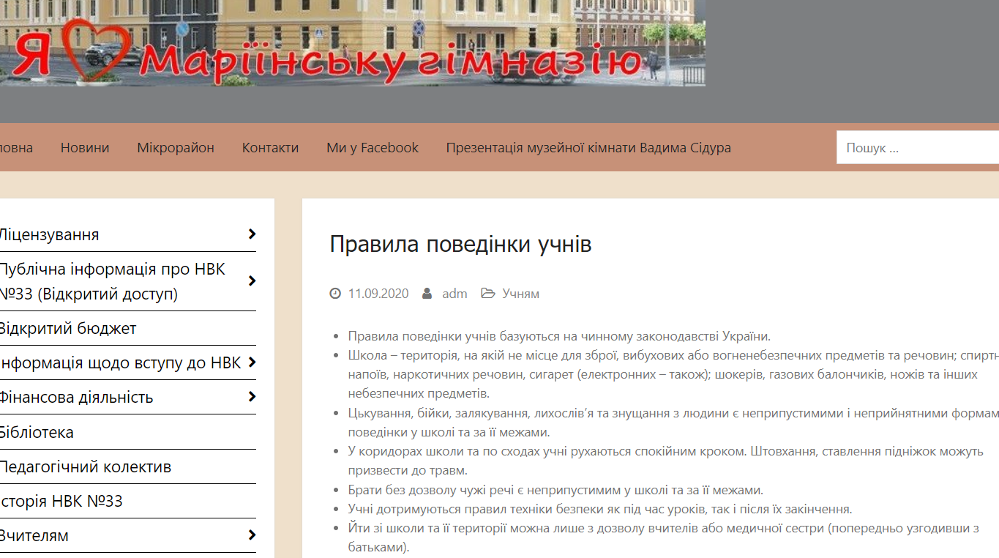 Я Маріїнську гімназію
Новини Мікрорайон Контакти Ми у Facebook Презентація музейної кімнати Вадима Сідура
Пошук ...
Ліцензування
Публічна інформація про НВК
№33 (Відкритий доступ)
Відкритий бюджет
Інформація щодо вступу до НВК
Фінансова діяльність
Бібліотека
Педагогічний колектив
Історія НВК №33
Вчителям
Правила поведінки учнів
11.09.2020 adm Учням
Правила поведінки учнів базуються на чинному законодавстві України.
Школа – територія, на якій не місце для зброї, вибухових або вогненебезпечних предметів та речовин;
напоїв, наркотичних речовин, сигарет (електронних – також); шокерів, газових балончиків, ножів та інших
небезпечних предметів.
Цькування, бійки, залякування, лихослів’я та знущання з людини є неприпустимими і неприйнятними
поведінки у школі та за її межами.
У коридорах школи та по сходах учні рухаються спокійним кроком. Штовхання, ставлення підніжок можуть
призвести до травм.
Брати без дозволу чужі речі є неприпустимим у школі та за її межами.
Учні дотримуються правил техніки безпеки як під час уроків, так і після їх закінчення.
Йти зі школи та її території можна лише з дозволу вчителів або медичної сестри (попередньо узгодивши з
батьками).